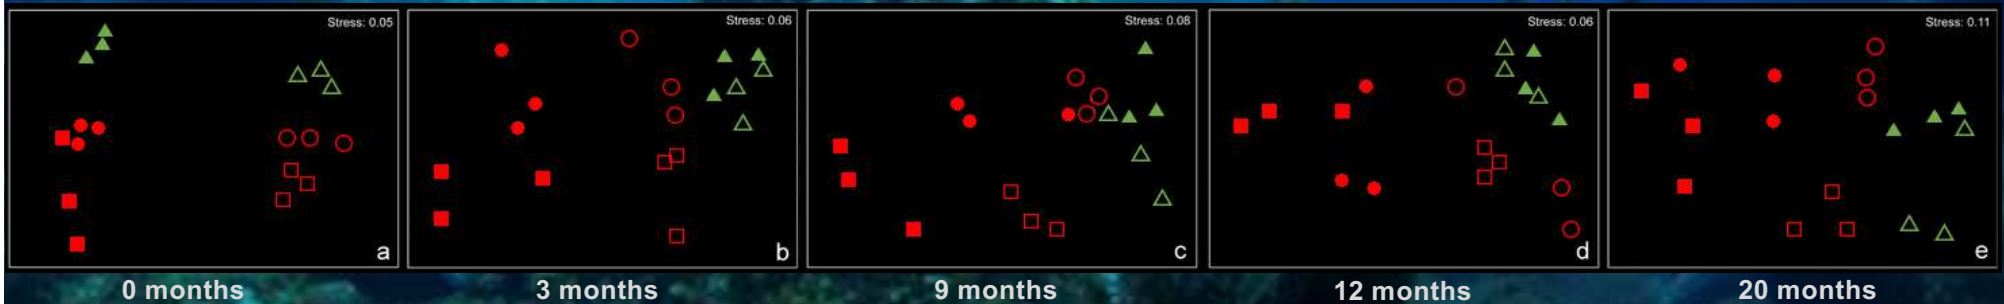 Stress: 0.05
a
0 months
Stress: 0.06
b
3 months
Stress: 0.08
c
9 months
Stress: 0.06
d
12 months
Stress: 0.11
e
20 months